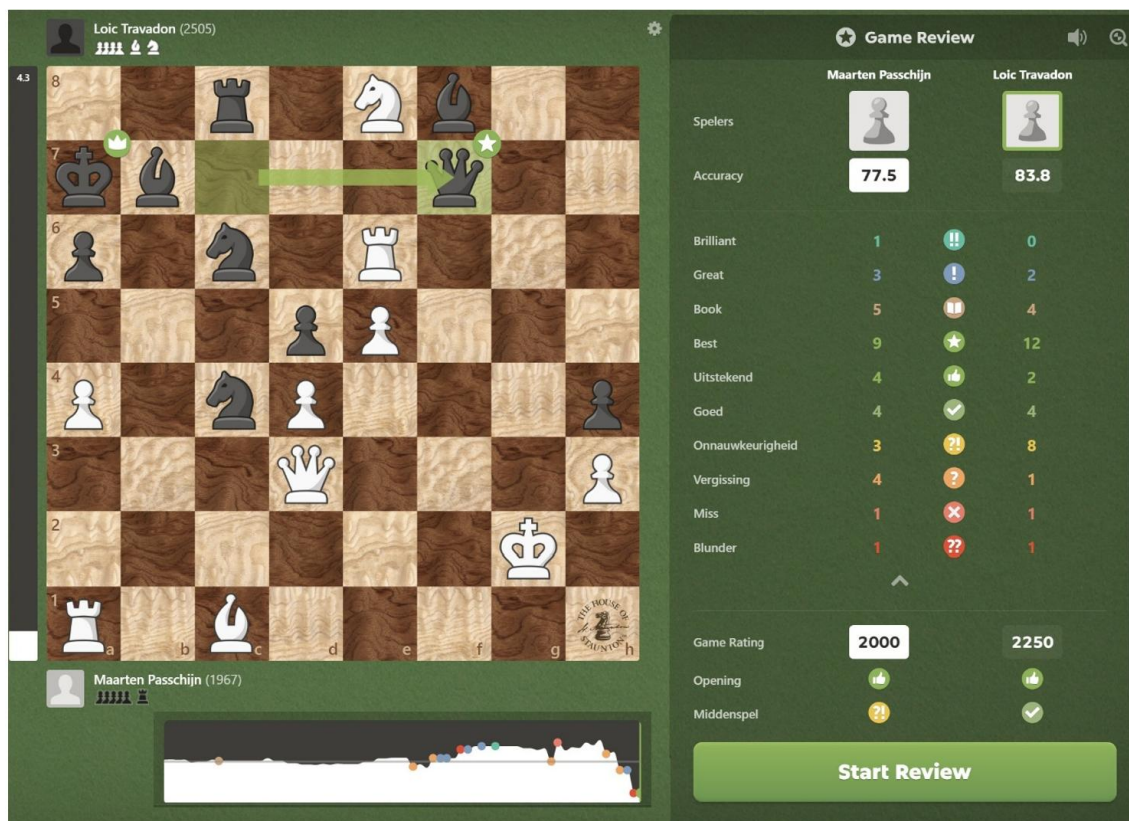 Loic Travadon (2505)
4.3
8
7
6
5
4
3
2
1
a b c d e f g h
THE HOUSE OF
STAUNTON
Maarten Passchijn (1967)
Game Review
Maarten Passchijn Loic Travadon
Spelers
Accuracy 77.5 83.8
Brilliant 1 !! 0
Great 3 ! 2
Book 5 4
Best 9 12
Uitstekend 4 2
Goed 4 4
Onnauwkeurigheid 3 ?! 8
Vergissing 4 ? 1
Miss 1 1
Blunder 1 ?? 1
Game Rating 2000 2250
Opening
Middenspel ?!
Start Review